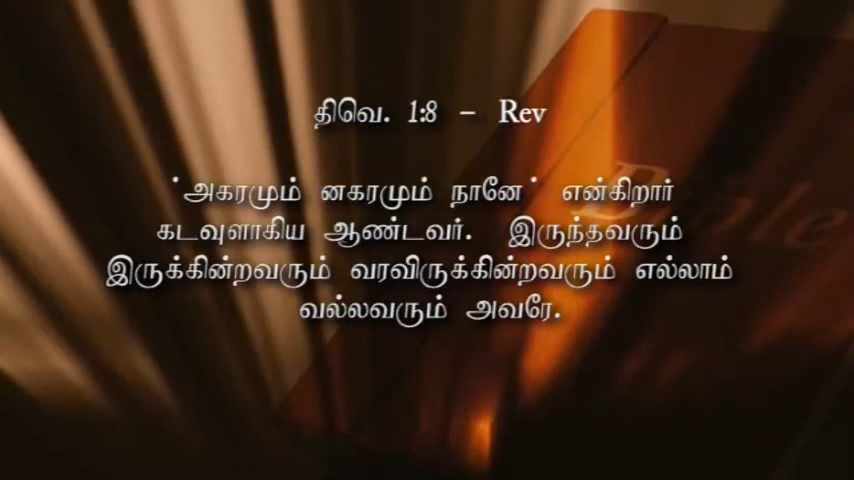 திவெ. 1:8 - Rev
'அகரமும் னகரமும் நானே' என்கிறார்
கடவுளாகிய ஆண்டவர். இருந்தவரும்
இருக்கின்றவரும் வரவிருக்கின்றவரும் எல்லாம்
வல்லவரும் அவரே.
Bible